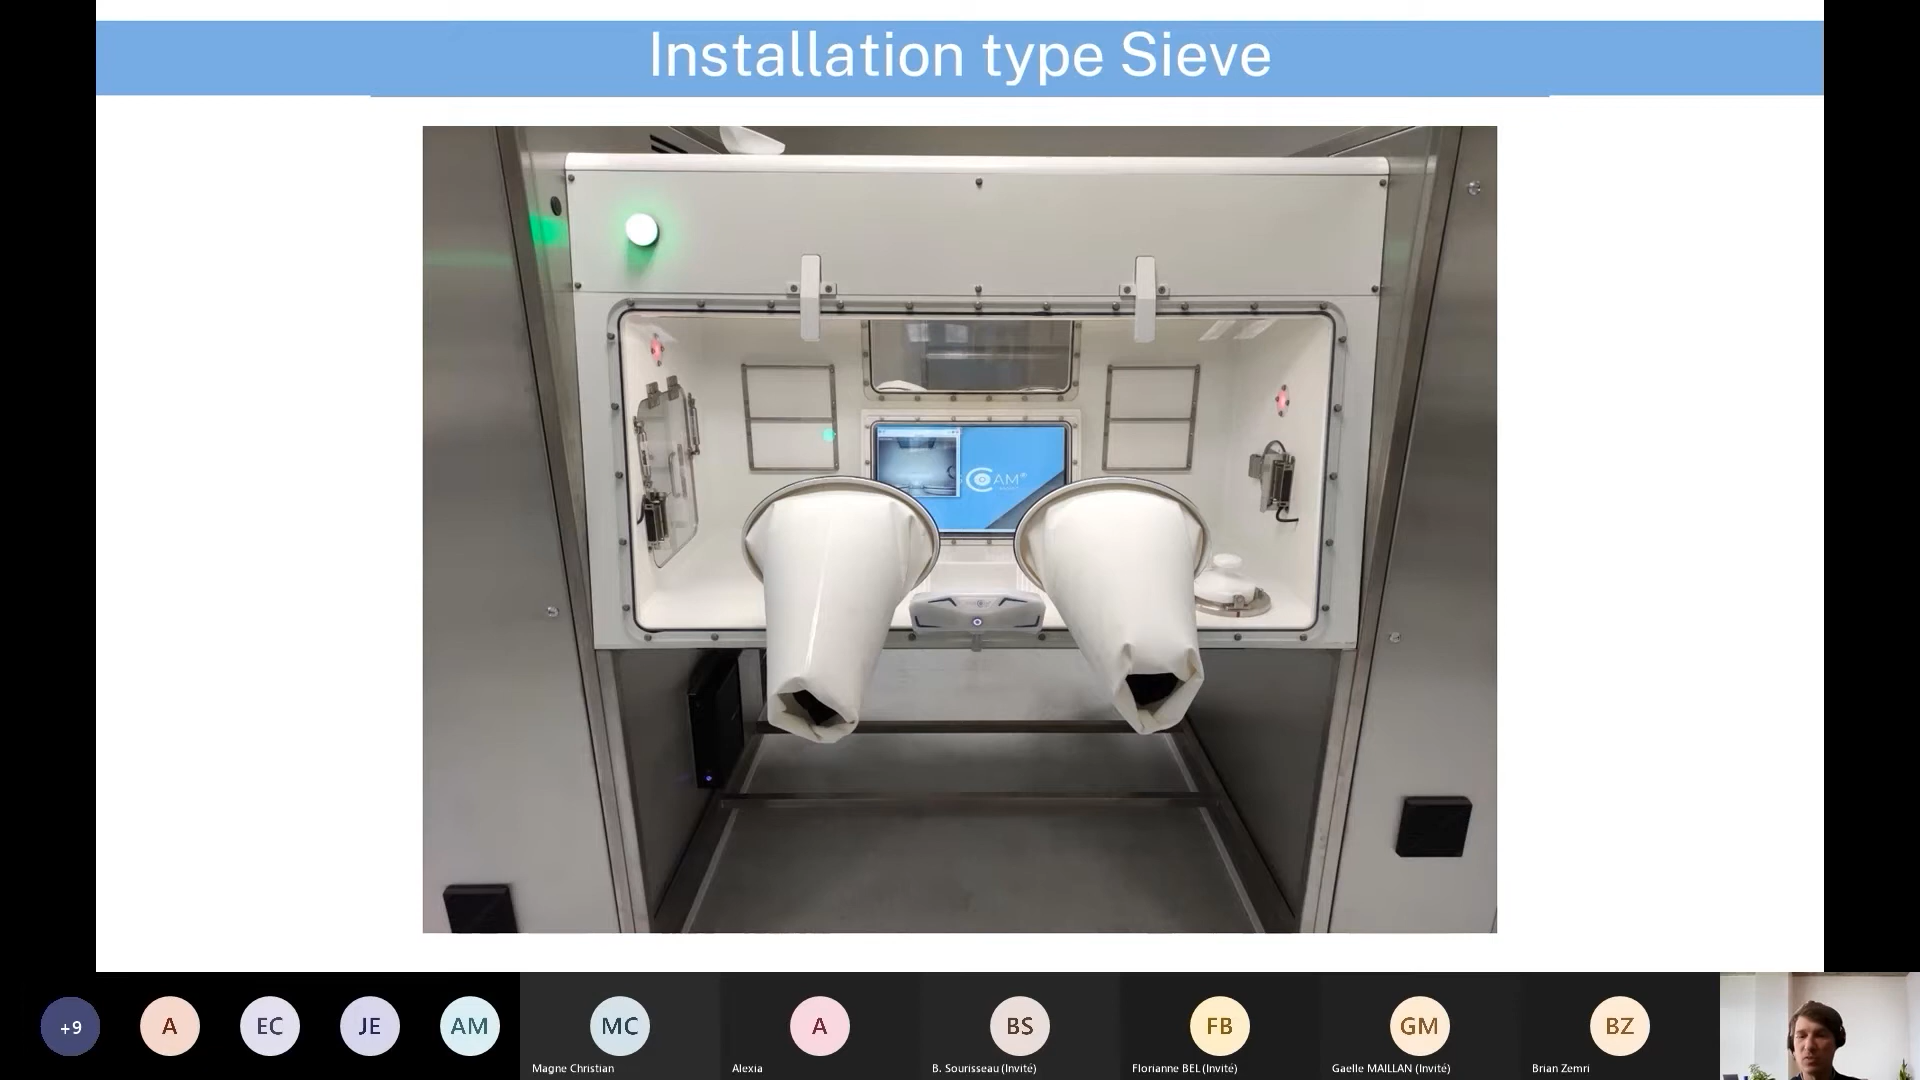 Installation type Sieve
CAM®
+9
A
EC
JE
AM
MC
A
BS
FB
GM
BZ
Magne Christian
Alexia
B. Sourisseau (Invité)
Florianne BEL (Invité)
Gaelle MAILLAN (Invité)
Brian Zemri